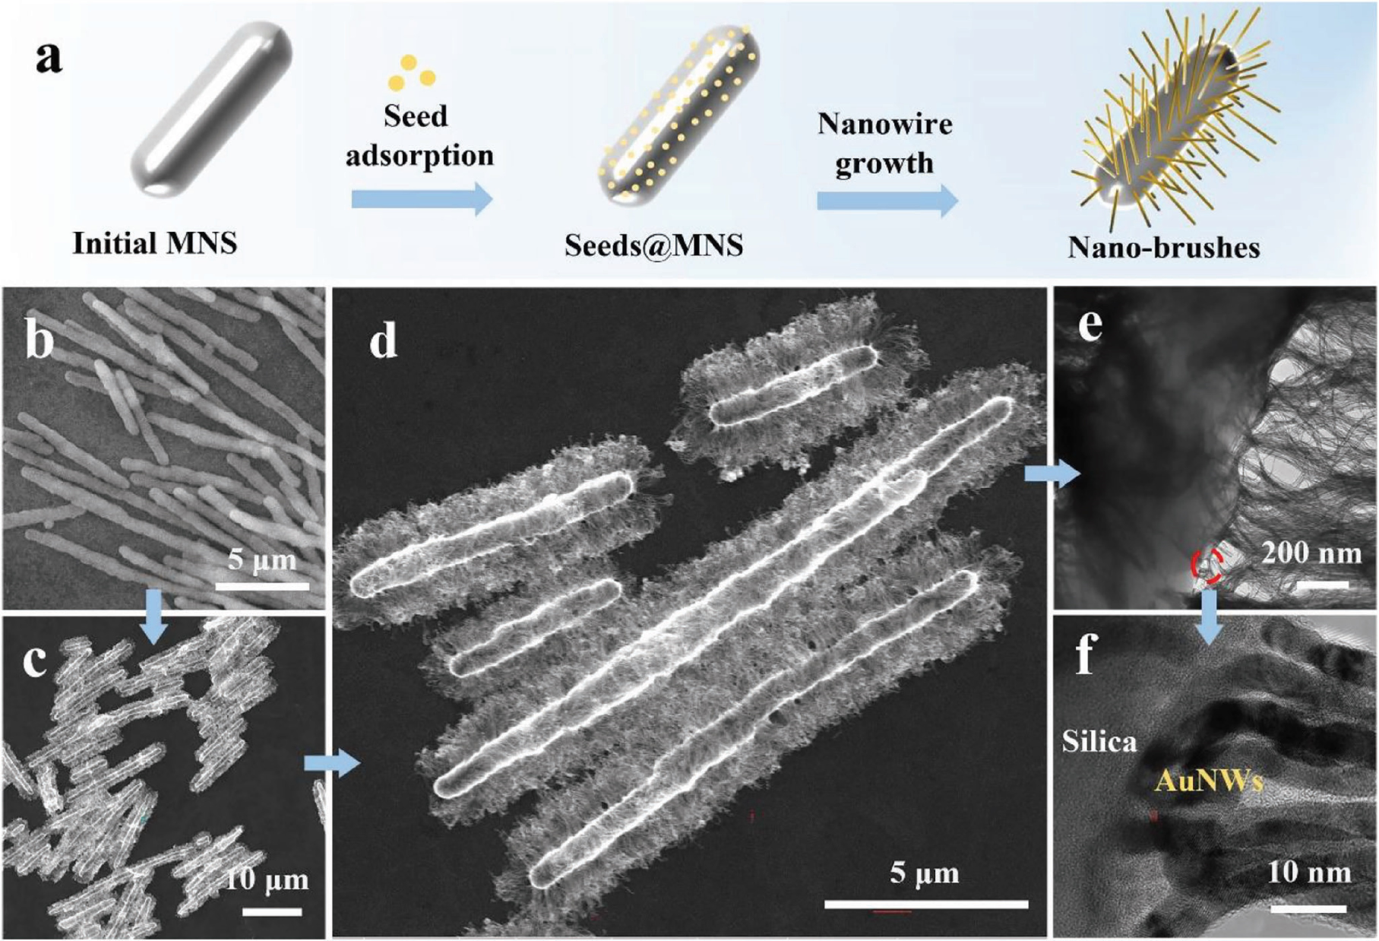 a
Seed
adsorption
Nanowire
growth
Initial MNS
Seeds@MNS
Nano-brushes
b
5 μm
c
10 μm
d
5 μm
e
200 nm
f
Silica
AuNWs
10 nm